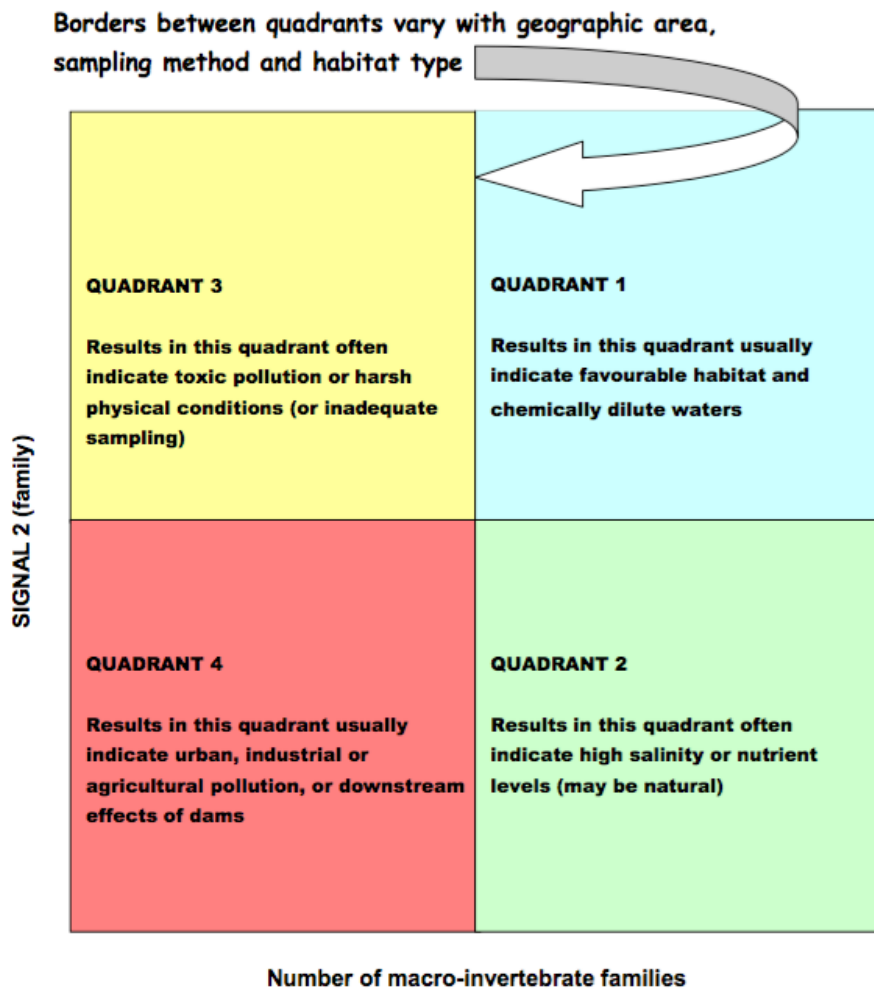 Borders between quadrants vary with geographic area,
sampling method and habitat type
QUADRANT 3
Results in this quadrant often
indicate toxic pollution or harsh
physical conditions (or inadequate
sampling)
QUADRANT 1
Results in this quadrant usually
indicate favourable habitat and
chemically dilute waters
SIGNAL 2 (family)
QUADRANT 4
Results in this quadrant usually
indicate urban, industrial or
agricultural pollution, or downstream
effects of dams
QUADRANT 2
Results in this quadrant often
indicate high salinity or nutrient
levels (may be natural)
Number of macro-invertebrate families